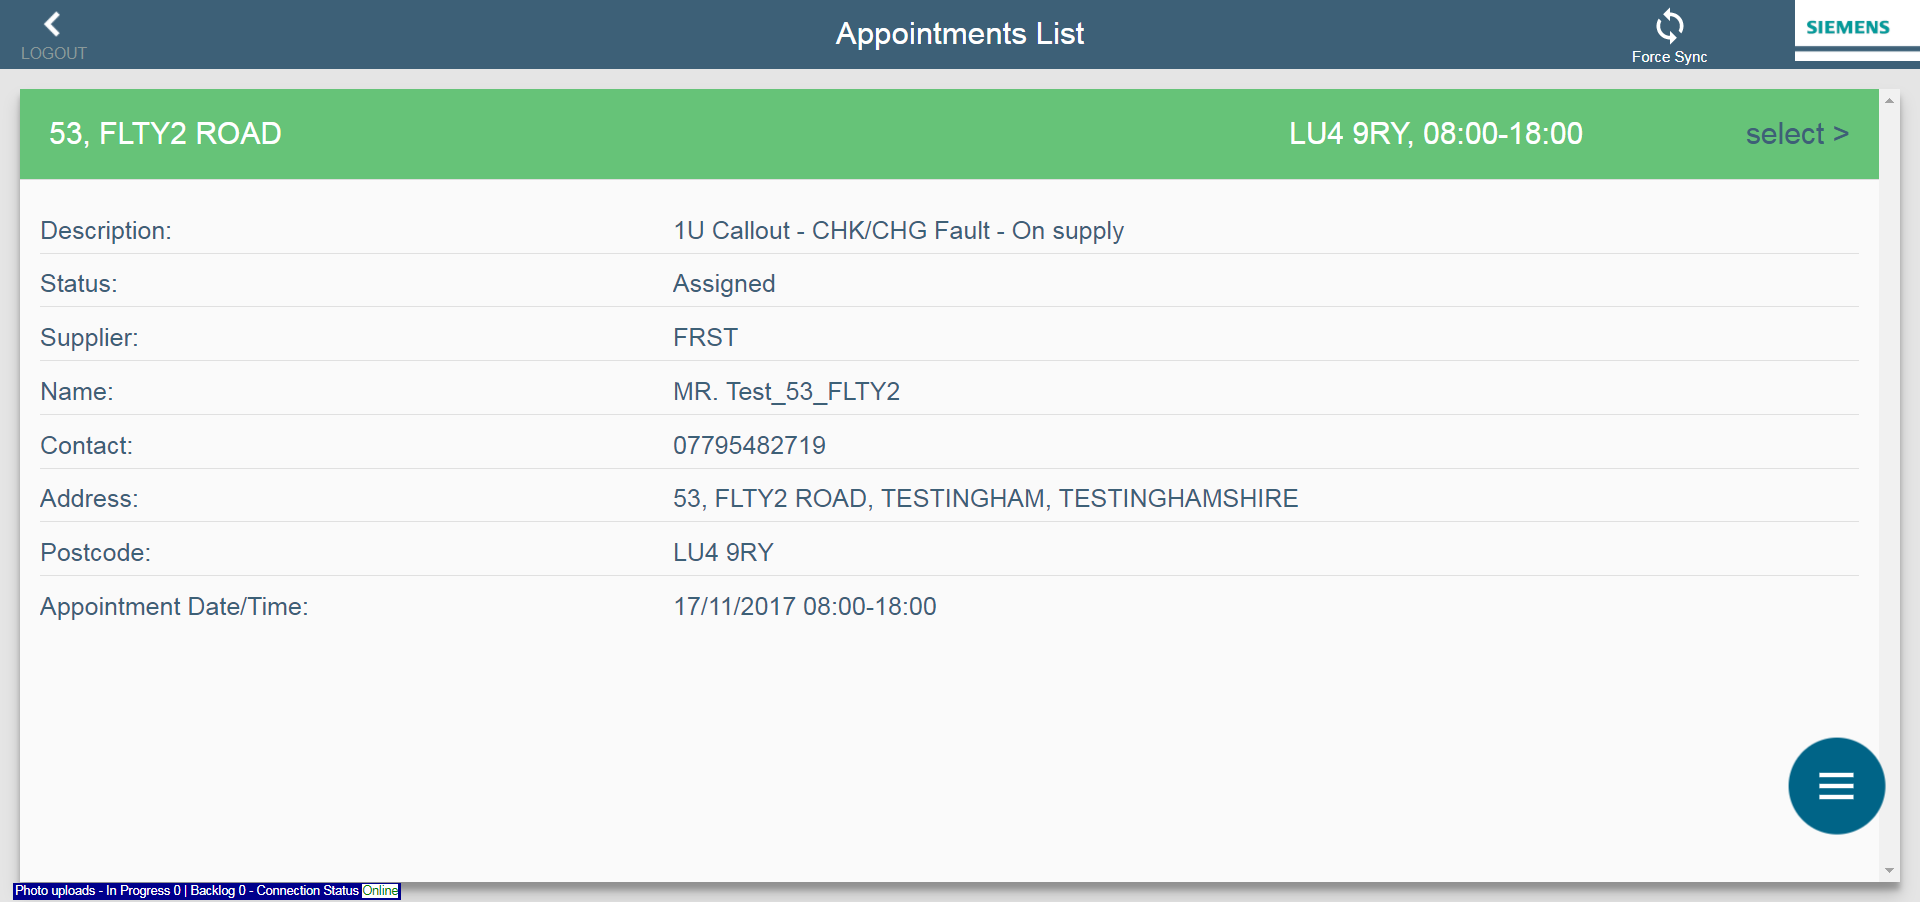 LOGOUT
Appointments List
Force Sync
SIEMENS
53, FLTY2 ROAD LU4 9RY, 08:00-18:00 select >
Description: 1U Callout - CHK/CHG Fault - On supply
Status: Assigned
Supplier: FRST
Name: MR. Test_53_FLTY2
Contact: 07795482719
Address: 53, FLTY2 ROAD, TESTINGHAM, TESTINGHAMSHIRE
Postcode: LU4 9RY
Appointment Date/Time: 17/11/2017 08:00-18:00
Photo uploads - In Progress 0 | Backlog 0 - Connection Status Online